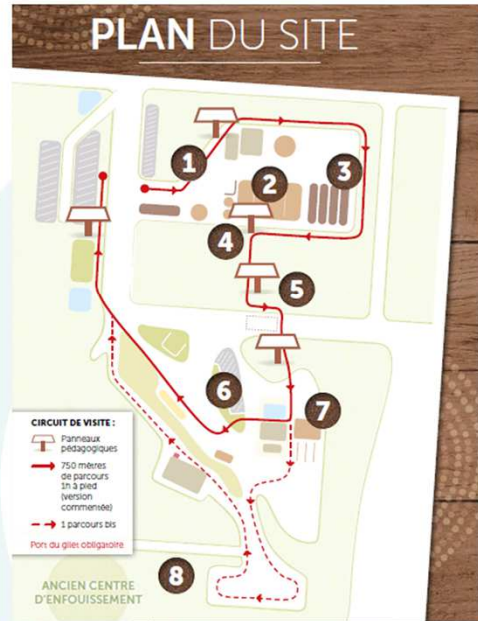 PLAN DU SITE
1
2
3
4
5
6
7
8
CIRCUIT DE VISITE :
Panneaux
pédagogiques
750 mètres
de parcours
1h à pied
(version
commentée)
1 parcours bis
Port du gilet obligatoire
ANCIEN CENTRE
D'ENFOUISSEMENT